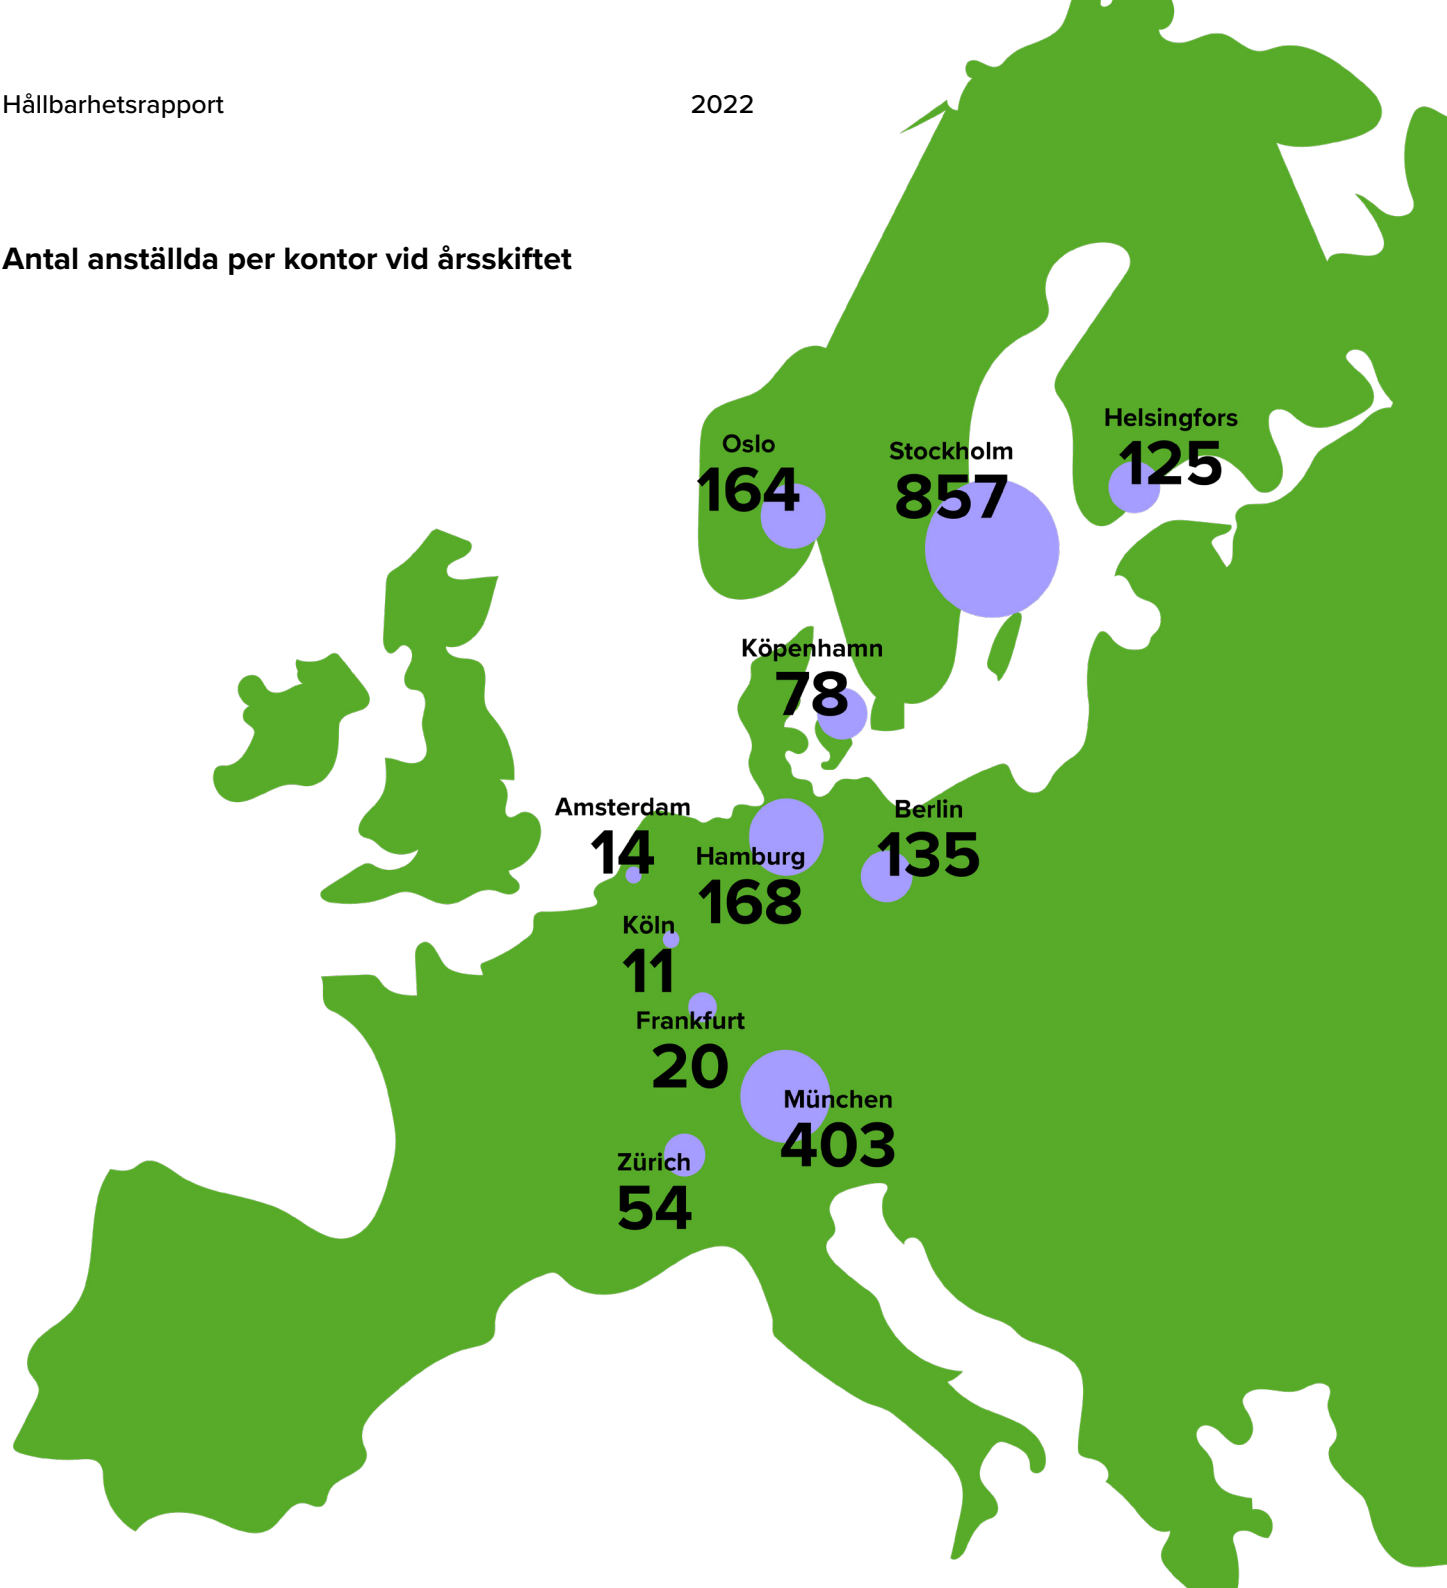 Hållbarhetsrapport
2022
Antal anställda per kontor vid årsskiftet
Helsingfors
125
Oslo
164
Stockholm
857
Köpenhamn
78
Amsterdam
14
Berlin
135
Hamburg
168
Köln
11
Frankfurt
20
München
403
Zürich
54